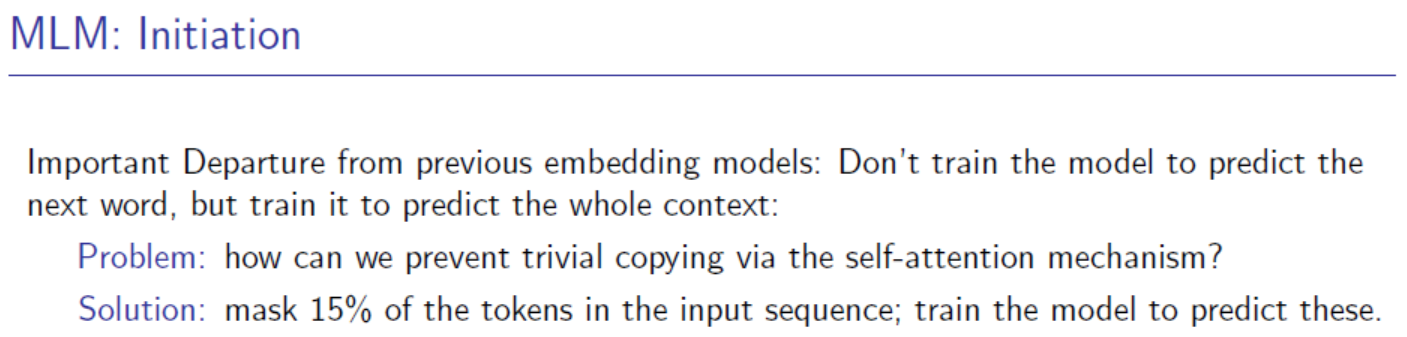 MLM: Initiation
Important Departure from previous embedding models: Don't train the model to predict the
next word, but train it to predict the whole context:
Problem: how can we prevent trivial copying via the self-attention mechanism?
Solution: mask 15% of the tokens in the input sequence; train the model to predict these.